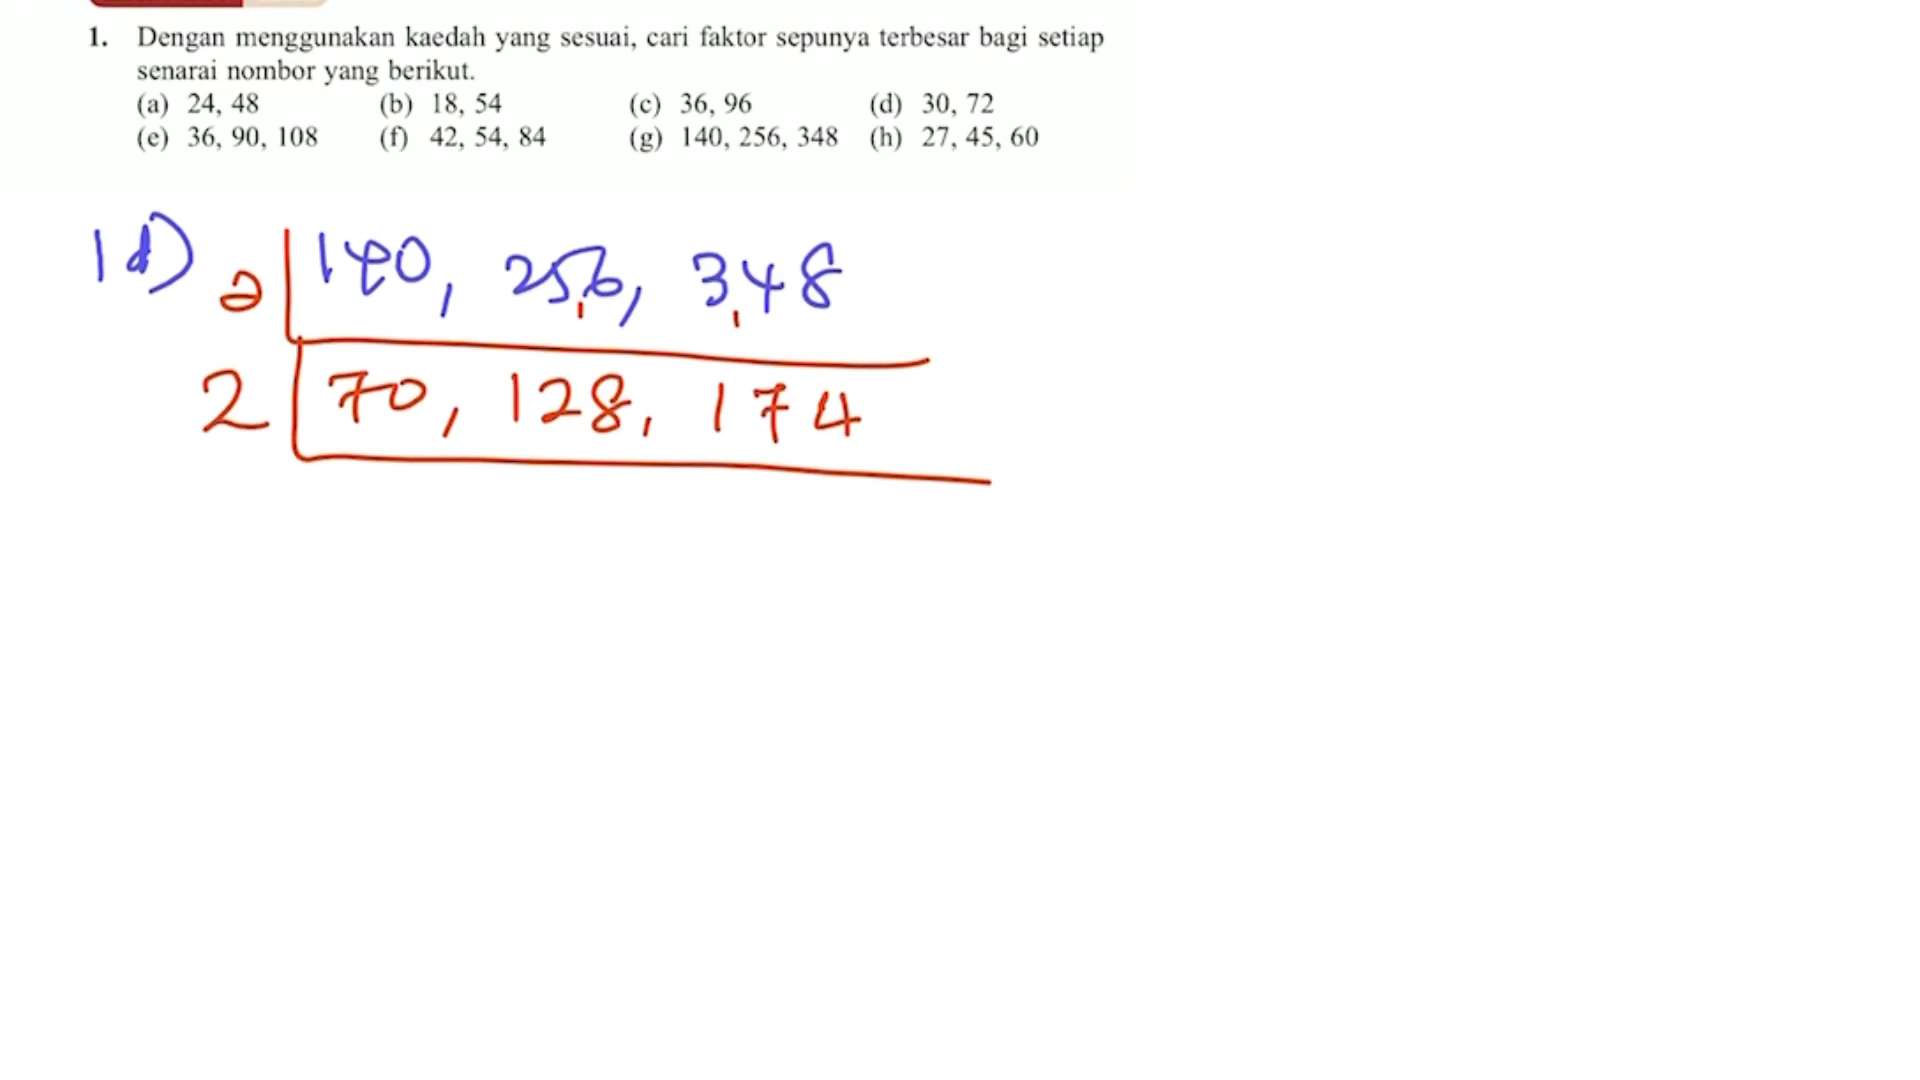 1. Dengan menggunakan kaedah yang sesuai, cari faktor sepunya terbesar bagi setiap
senarai nombor yang berikut.
(a) 24, 48 (b) 18, 54 (c) 36, 96 (d) 30, 72
(e) 36, 90, 108 (f) 42, 54, 84 (g) 140, 256, 348 (h) 27, 45, 60
1d) 2 140, 256, 348
2 70, 128, 174